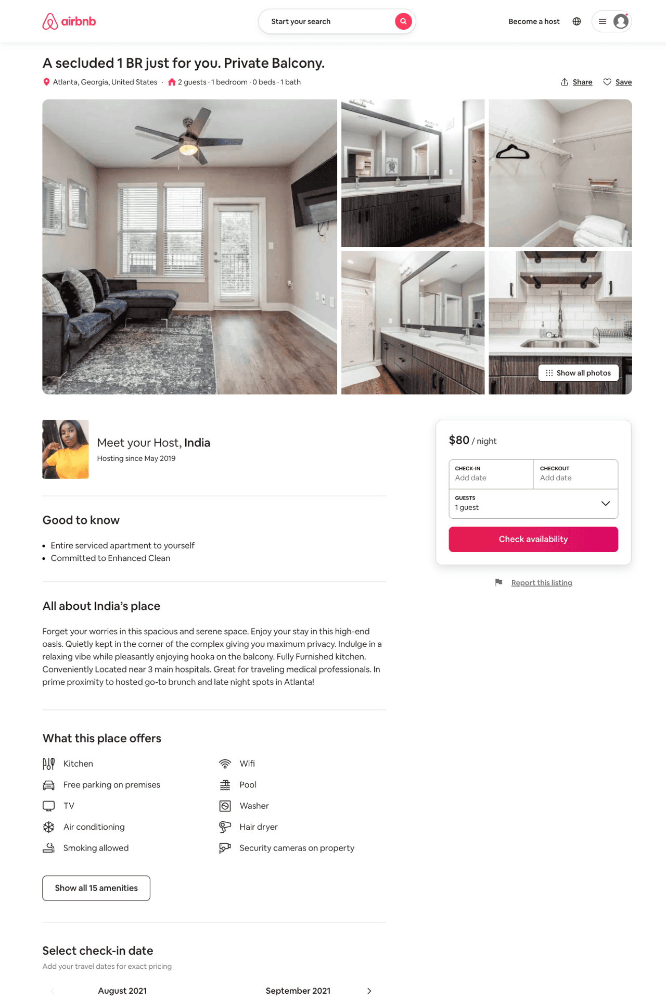 airbnb
Start your search
Become a host
A secluded 1 BR just for you. Private Balcony.
Atlanta, Georgia, United States · 2 guests · 1 bedroom · 0 beds · 1 bath
Share
Save
Show all photos
Meet your Host, India
Hosting since May 2019
$80 / night
CHECK-IN
Add date
CHECKOUT
Add date
GUESTS
1 guest
Check availability
Report this listing
Good to know
• Entire serviced apartment to yourself
• Committed to Enhanced Clean
All about India’s place
Forget your worries in this spacious and serene space. Enjoy your stay in this high-end
oasis. Quietly kept in the corner of the complex giving you maximum privacy. Indulge in a
relaxing vibe while pleasantly enjoying hooka on the balcony. Fully Furnished kitchen.
Conveniently Located near 3 main hospitals. Great for traveling medical professionals. In
prime proximity to hosted go-to brunch and late night spots in Atlanta!
What this place offers
Kitchen
Wifi
Free parking on premises
Pool
TV
Washer
Air conditioning
Hair dryer
Smoking allowed
Security cameras on property
Show all 15 amenities
Select check-in date
Add your travel dates for exact pricing
August 2021
September 2021